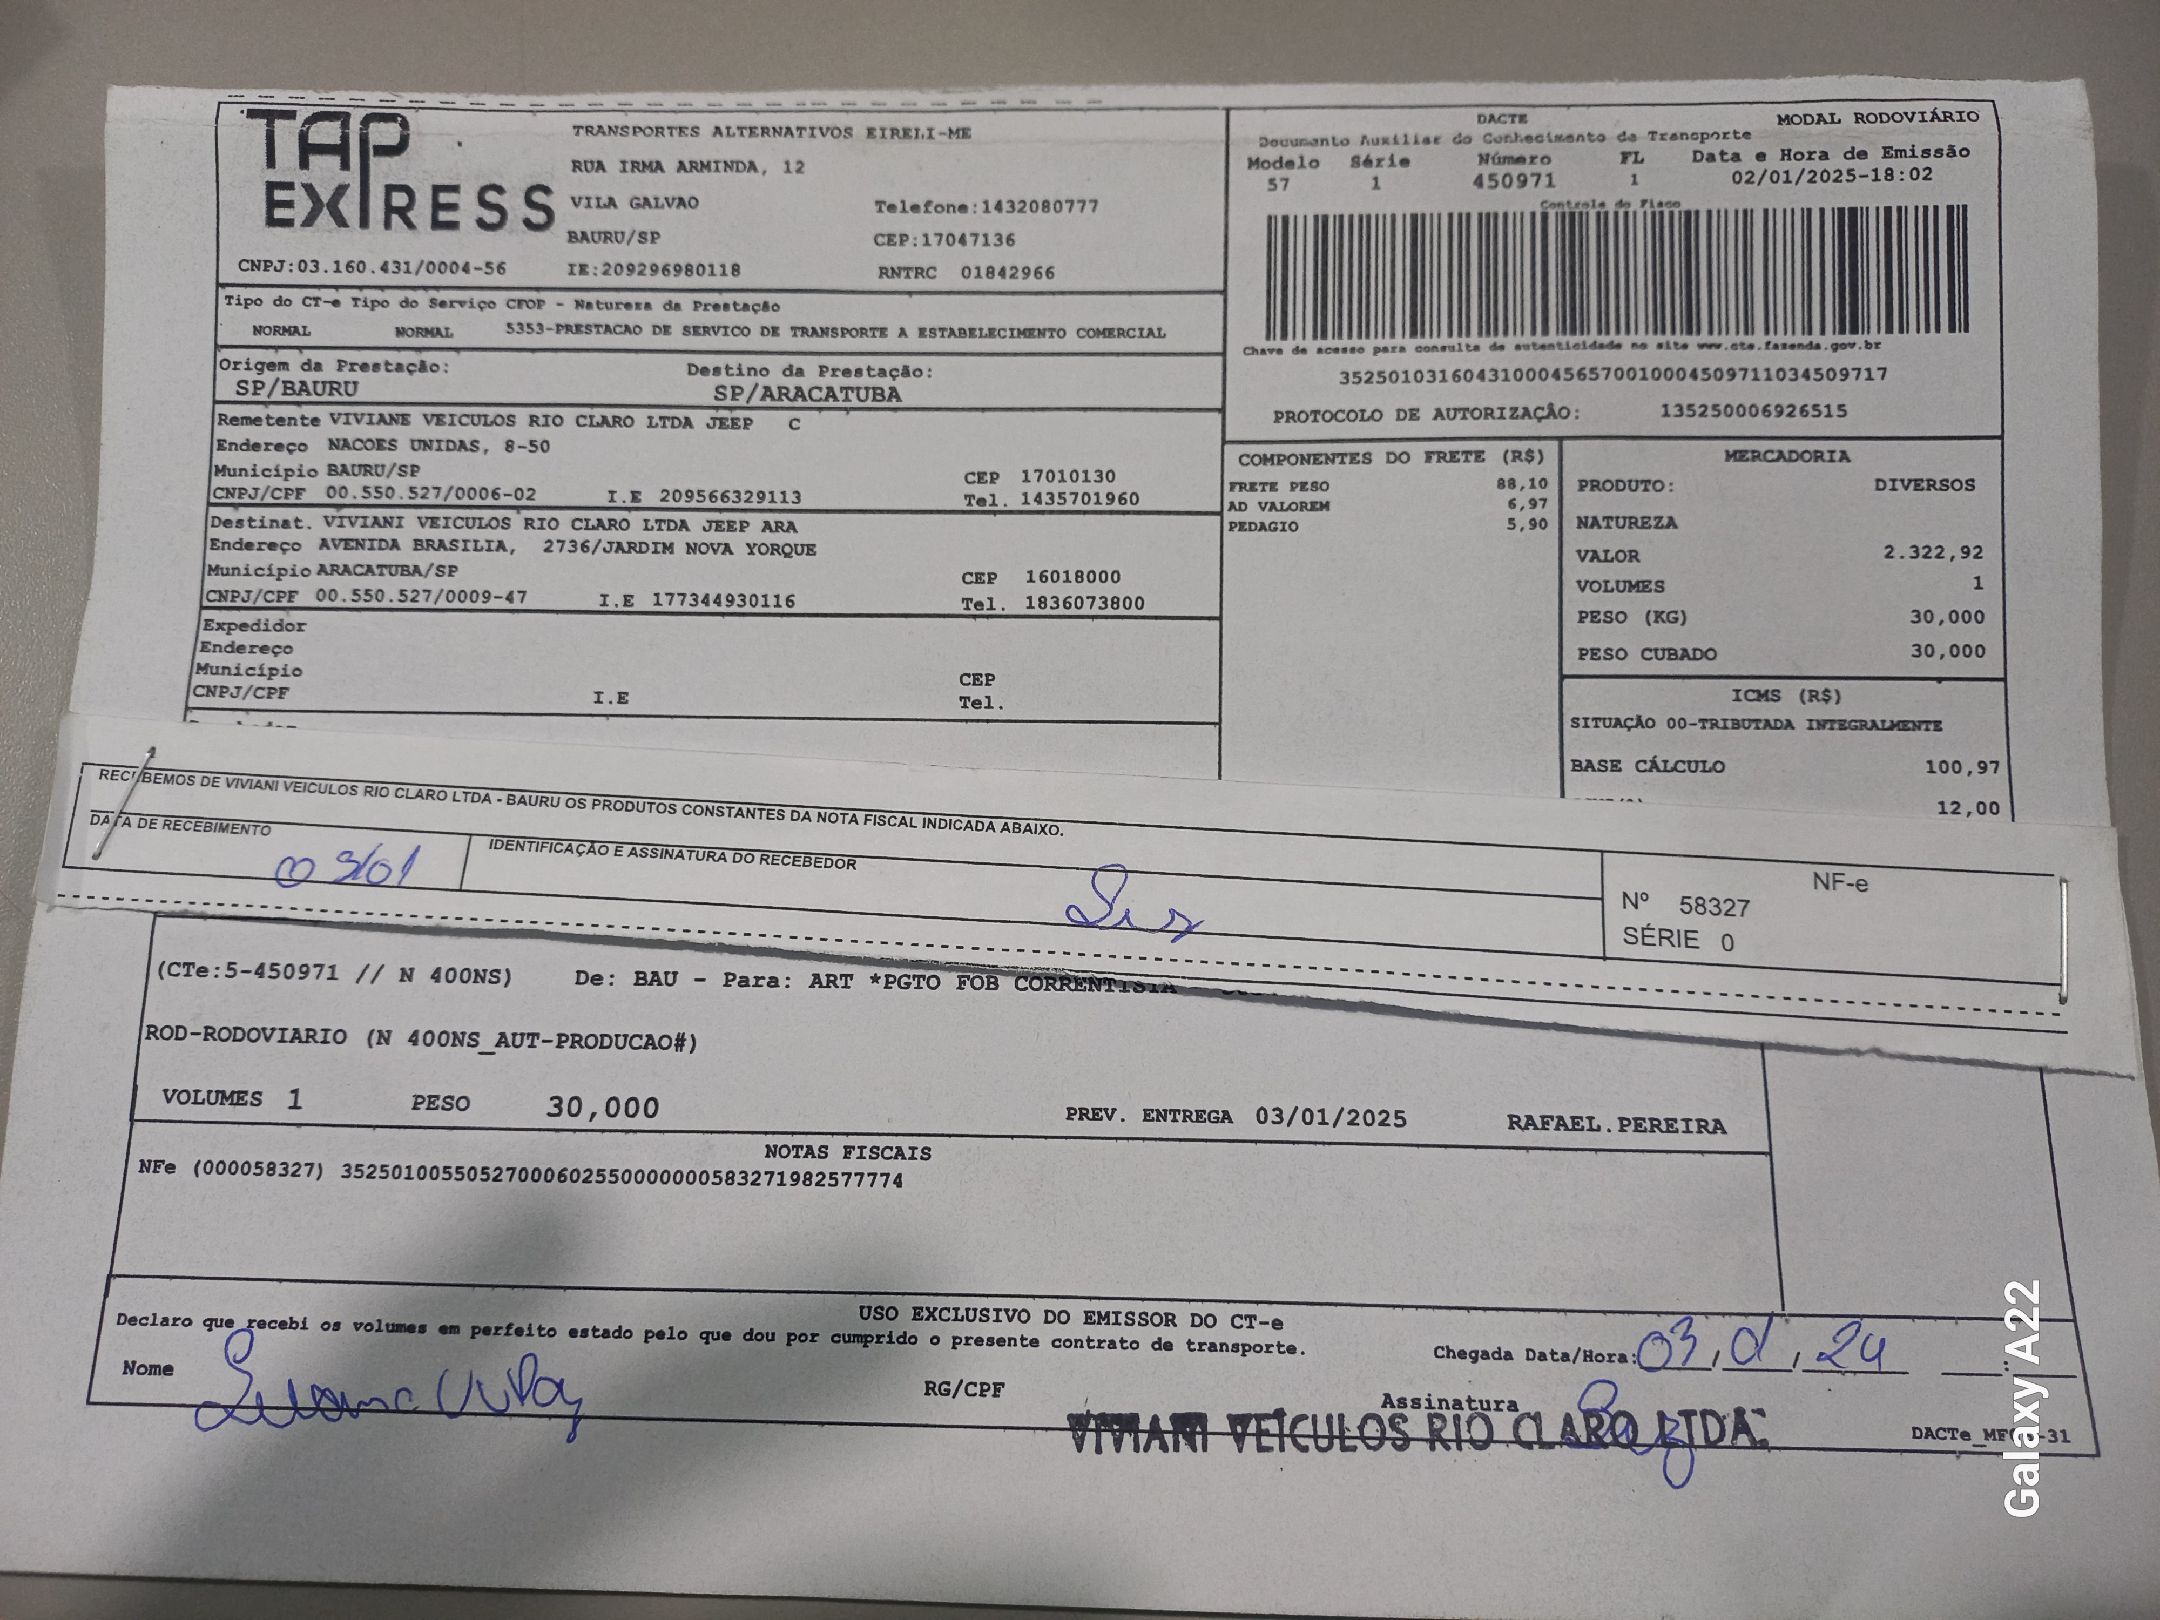 TAP EXPRESS
TRANSPORTES ALTERNATIVOS EIRELI-ME
RUA IRMA ARMINDA, 12
VILA GALVAO Telefone:1432080777
BAURU/SP CEP:17047136
CNPJ:03.160.431/0004-56 IE:209296980118 RNTRC 01842966
DACTE MODAL RODOVIÁRIO
Documento Auxiliar do Conhecimento de Transporte
Modelo Série Número FL Data e Hora de Emissão
57 1 450971 1 02/01/2025-18:02
Controle do Fisco
Chave de acesso para consulta de autenticidade no site www.cte.fazenda.gov.br
35250103160431000456570010004509711034509717
PROTOCOLO DE AUTORIZAÇÃO: 135250006926515
Tipo do CT-e Tipo do Serviço CFOP - Natureza da Prestação
NORMAL NORMAL 5353-PRESTACAO DE SERVICO DE TRANSPORTE A ESTABELECIMENTO COMERCIAL
Origem da Prestação: Destino da Prestação:
SP/BAURU SP/ARACATUBA
Remetente VIVIANE VEICULOS RIO CLARO LTDA JEEP C
Endereço NACOES UNIDAS, 8-50
Município BAURU/SP CEP 17010130
CNPJ/CPF 00.550.527/0006-02 I.E 209566329113 Tel. 1435701960
Destinat. VIVIANI VEICULOS RIO CLARO LTDA JEEP ARA
Endereço AVENIDA BRASILIA, 2736/JARDIM NOVA YORQUE
Município ARACATUBA/SP CEP 16018000
CNPJ/CPF 00.550.527/0009-47 I.E 177344930116 Tel. 1836073800
Expedidor
Endereço
Município CEP
CNPJ/CPF I.E Tel.
COMPONENTES DO FRETE (R$)
FRETE PESO 88,10
AD VALOREM 6,97
PEDAGIO 5,90
MERCADORIA
PRODUTO: DIVERSOS
NATUREZA
VALOR 2.322,92
VOLUMES 1
PESO (KG) 30,000
PESO CUBADO 30,000
ICMS (R$)
SITUAÇÃO 00-TRIBUTADA INTEGRALMENTE
BASE CÁLCULO 100,97
12,00
RECEBEMOS DE VIVIANI VEICULOS RIO CLARO LTDA - BAURU OS PRODUTOS CONSTANTES DA NOTA FISCAL INDICADA ABAIXO.
DATA DE RECEBIMENTO IDENTIFICAÇÃO E ASSINATURA DO RECEBEDOR
03/01
NF-e
Nº 58327
SÉRIE 0
(CTe:5-450971 // N 400NS) De: BAU - Para: ART *PGTO FOB CORRENTISTA
ROD-RODOVIARIO (N 400NS_AUT-PRODUCAO#)
VOLUMES 1 PESO 30,000 PREV. ENTREGA 03/01/2025 RAFAEL.PEREIRA
NOTAS FISCAIS
NFe (000058327) 35250100550527000602550000000583271982577774
USO EXCLUSIVO DO EMISSOR DO CT-e
Declaro que recebi os volumes em perfeito estado pelo que dou por cumprido o presente contrato de transporte.
Nome RG/CPF Chegada Data/Hora: 03, 01, 24
Assinatura
VIVIANI VEÍCULOS RIO CLARO LTDA.
Galaxy A22